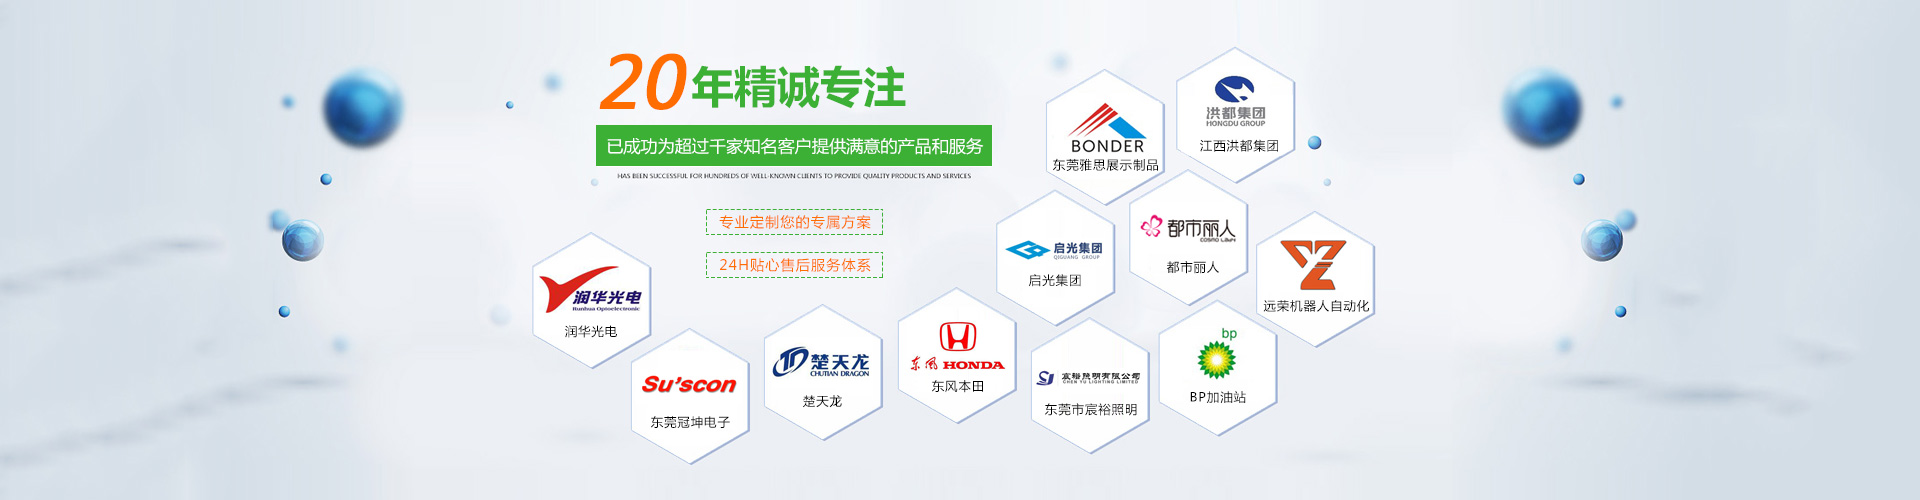 20年精诚专注
已成功为超过千家知名客户提供满意的产品和服务
HAS BEEN SUCCESSFUL FOR HUNDREDS OF WELL-KNOWN CLIENTS TO PROVIDE QUALITY PRODUCTS AND SERVICES
专业定制您的专属方案
24H贴心售后服务体系
BONDER
东莞雅思展示制品
洪都集团
HONGDU GROUP
江西洪都集团
启光集团
QIGUANG GROUP
启光集团
都市丽人
COSMO LADY
都市丽人
远荣机器人自动化
润华光电
Runhua Optoelectronic
润华光电
Su'scon
东莞冠坤电子
楚天龙
CHUTIAN DRAGON
楚天龙
东风 HONDA
东风本田
宸裕照明有限公司
CHEN YU LIGHTING LIMITED
东莞市宸裕照明
bp
BP加油站